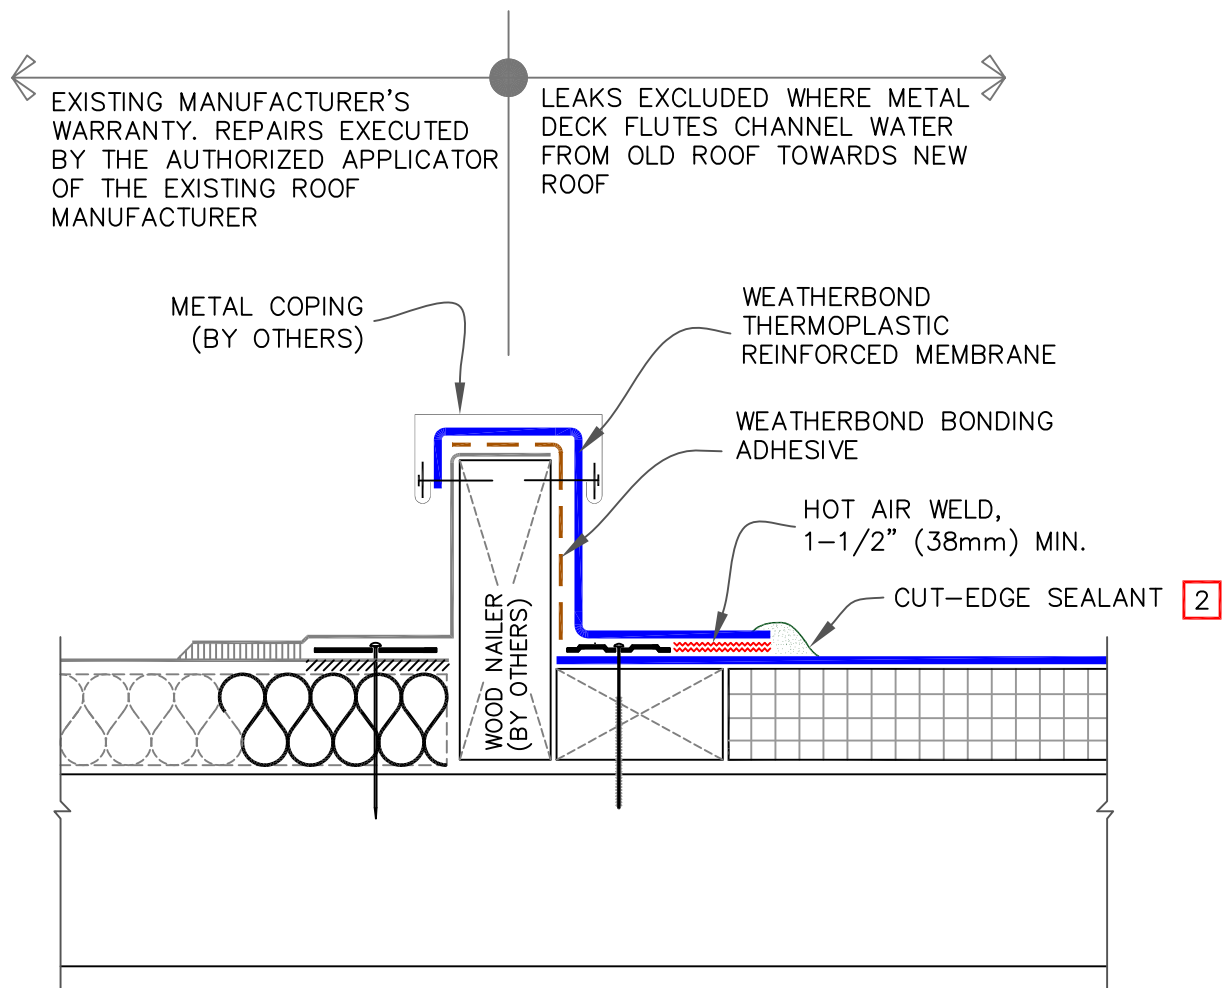 EXISTING MANUFACTURER'S
WARRANTY. REPAIRS EXECUTED
BY THE AUTHORIZED APPLICATOR
OF THE EXISTING ROOF
MANUFACTURER
LEAKS EXCLUDED WHERE METAL
DECK FLUTES CHANNEL WATER
FROM OLD ROOF TOWARDS NEW
ROOF
METAL COPING
(BY OTHERS)
WEATHERBOND
THERMOPLASTIC
REINFORCED MEMBRANE
WEATHERBOND BONDING
ADHESIVE
HOT AIR WELD,
1-1/2" (38mm) MIN.
CUT-EDGE SEALANT 2
WOOD NAILER
(BY OTHERS)